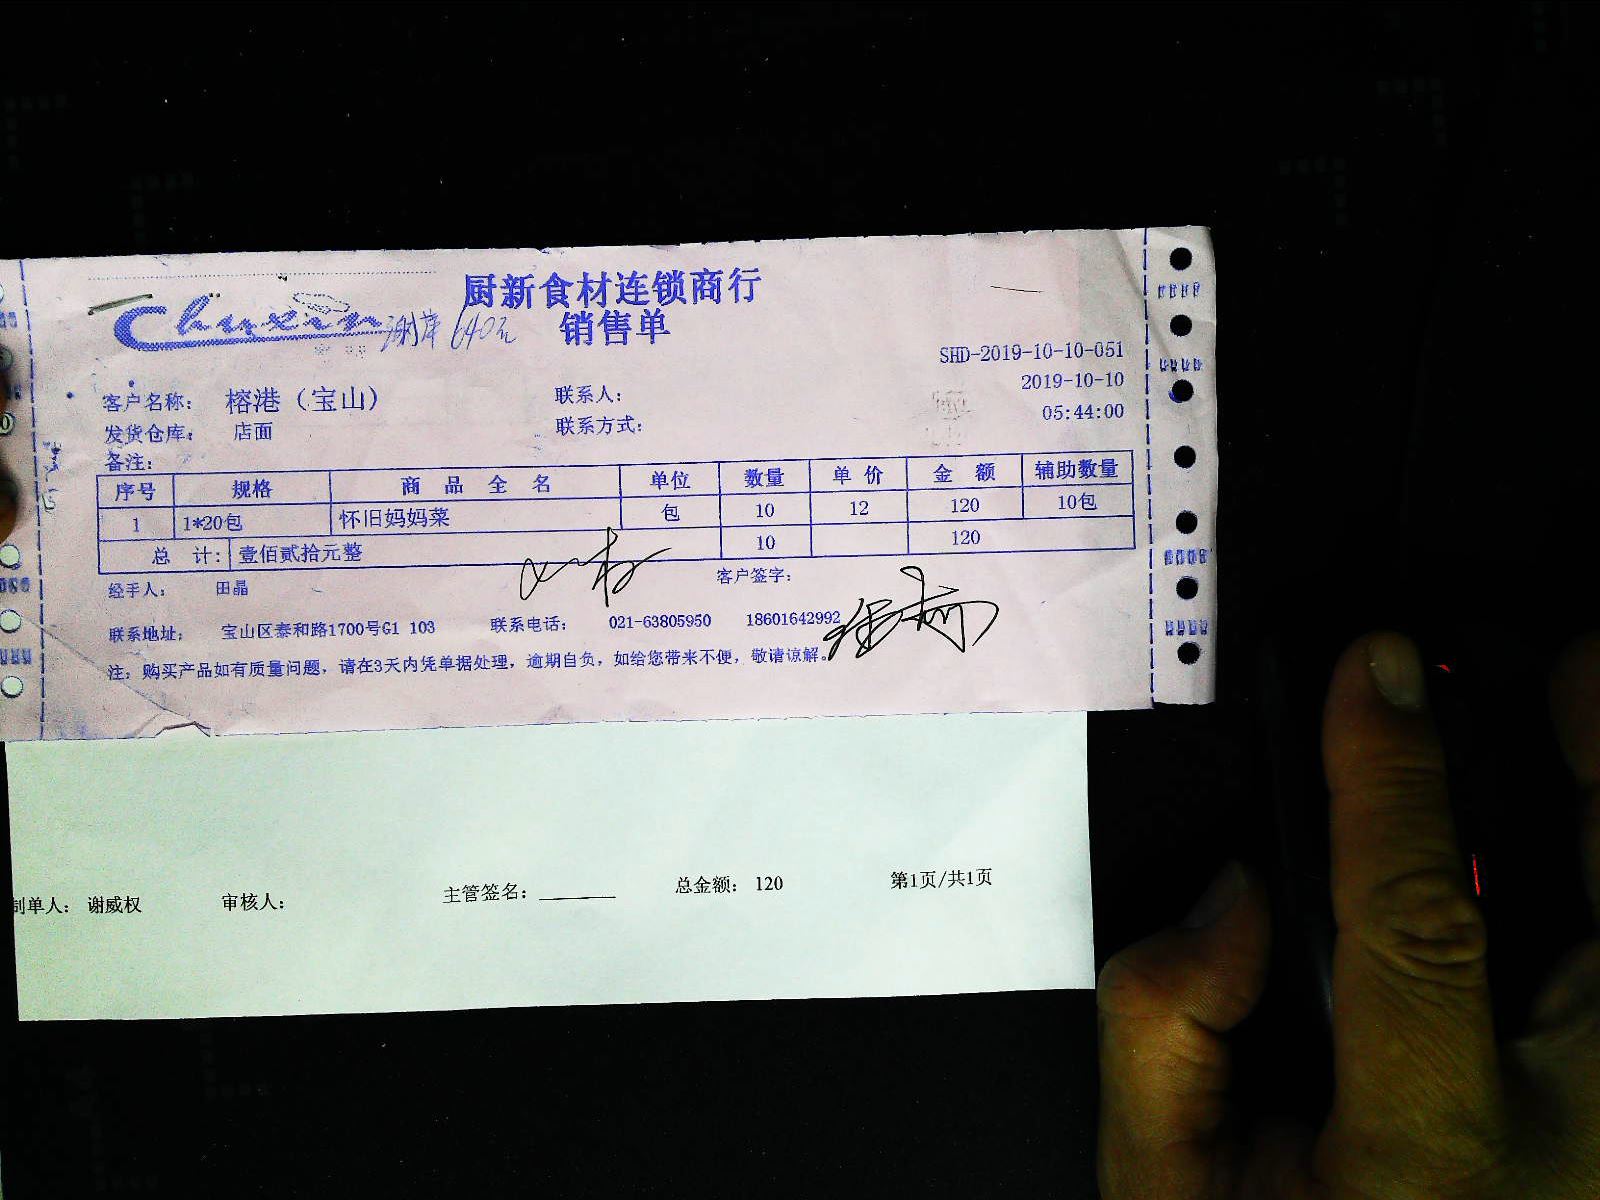 Chuxin
厨新食材连锁商行
640元
销售单
SHD-2019-10-10-051
2019-10-10
05:44:00
客户名称: 榕港（宝山） 联系人:
发货仓库: 店面 联系方式:
备注:
序号 规格 商品全名 单位 数量 单价 金额 辅助数量
1 1*20包 怀旧妈妈菜 包 10 12 120 10包
总计: 壹佰贰拾元整 10 120
经手人: 田晶 客户签字:
联系地址: 宝山区泰和路1700号G1 103 联系电话: 021-63805950 18601642992
注: 购买产品如有质量问题，请在3天内凭单据处理，逾期自负，如给您带来不便，敬请谅解。
制单人: 谢威权 审核人: 主管签名: ______ 总金额: 120 第1页/共1页